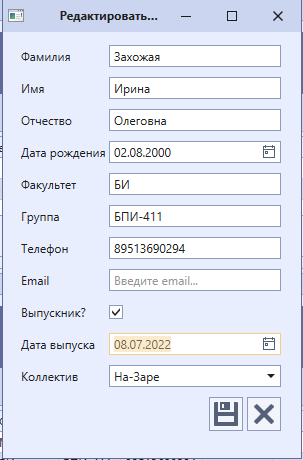 Редактировать...
Фамилия Захожая
Имя Ирина
Отчество Олеговна
Дата рождения 02.08.2000
Факультет БИ
Группа БПИ-411
Телефон 89513690294
Email Введите email...
Выпускник?
Дата выпуска 08.07.2022
Коллектив На-Заре